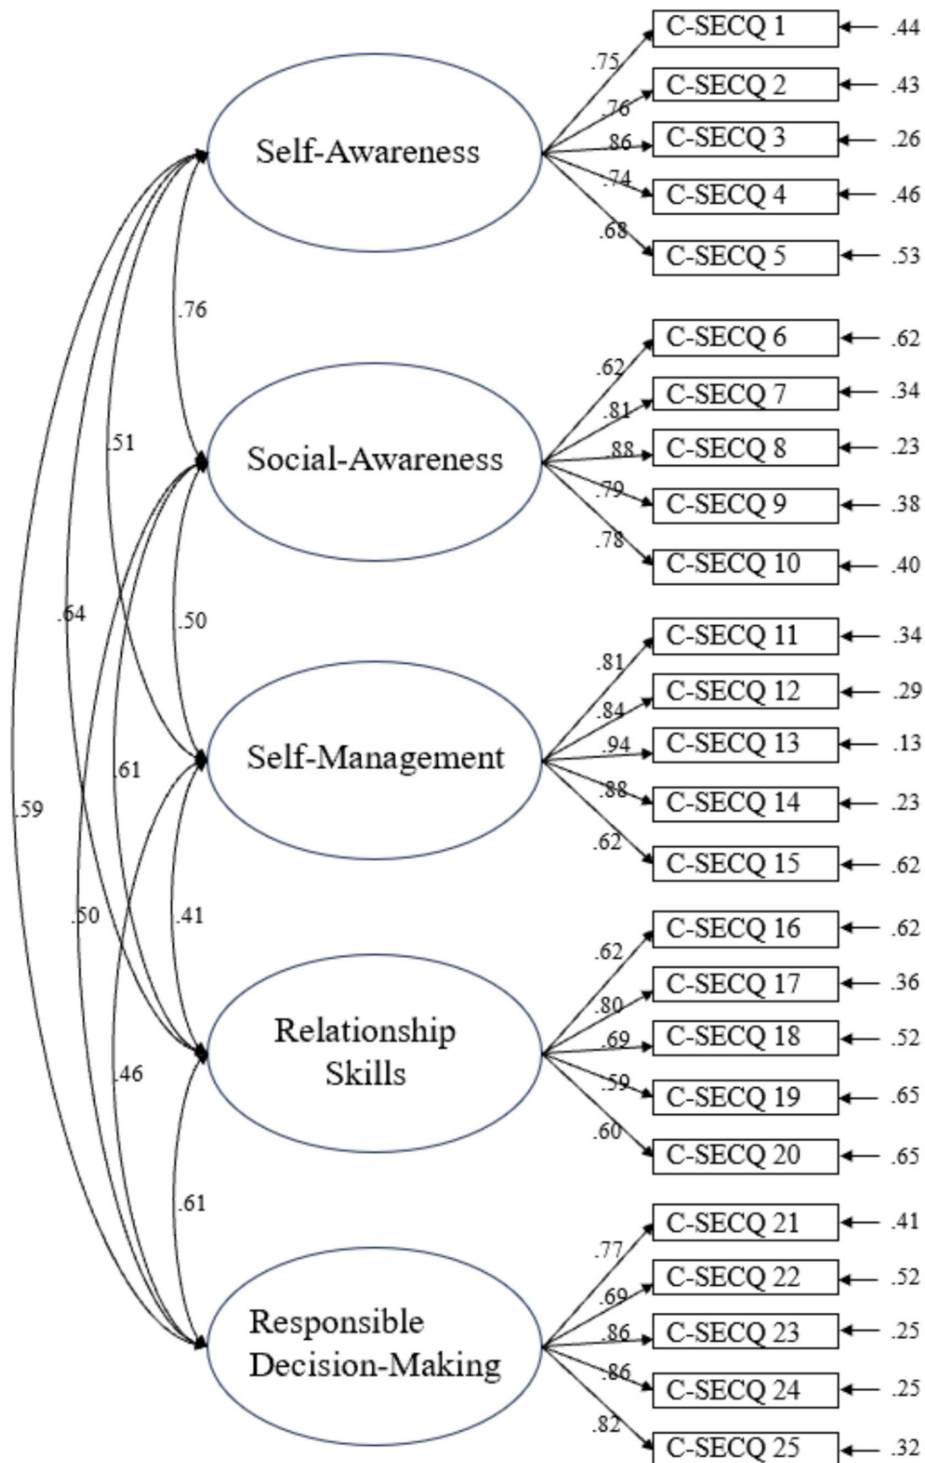 C-SECQ 1
.44
.75
C-SECQ 2
.43
.76
Self-Awareness
C-SECQ 3
.26
.86
C-SECQ 4
.46
.74
C-SECQ 5
.53
.68
.76
C-SECQ 6
.62
.62
C-SECQ 7
.34
.81
.51
Social-Awareness
C-SECQ 8
.23
.88
C-SECQ 9
.38
.79
C-SECQ 10
.40
.78
.64
.50
C-SECQ 11
.34
.81
C-SECQ 12
.29
.84
Self-Management
C-SECQ 13
.13
.94
.61
C-SECQ 14
.23
.88
.59
C-SECQ 15
.62
.62
.50
.41
C-SECQ 16
.62
.62
C-SECQ 17
.36
.80
Relationship
Skills
C-SECQ 18
.52
.69
.46
C-SECQ 19
.65
.59
C-SECQ 20
.65
.60
.61
C-SECQ 21
.41
.77
C-SECQ 22
.52
.69
Responsible
Decision-Making
C-SECQ 23
.25
.86
C-SECQ 24
.25
.86
C-SECQ 25
.32
.82